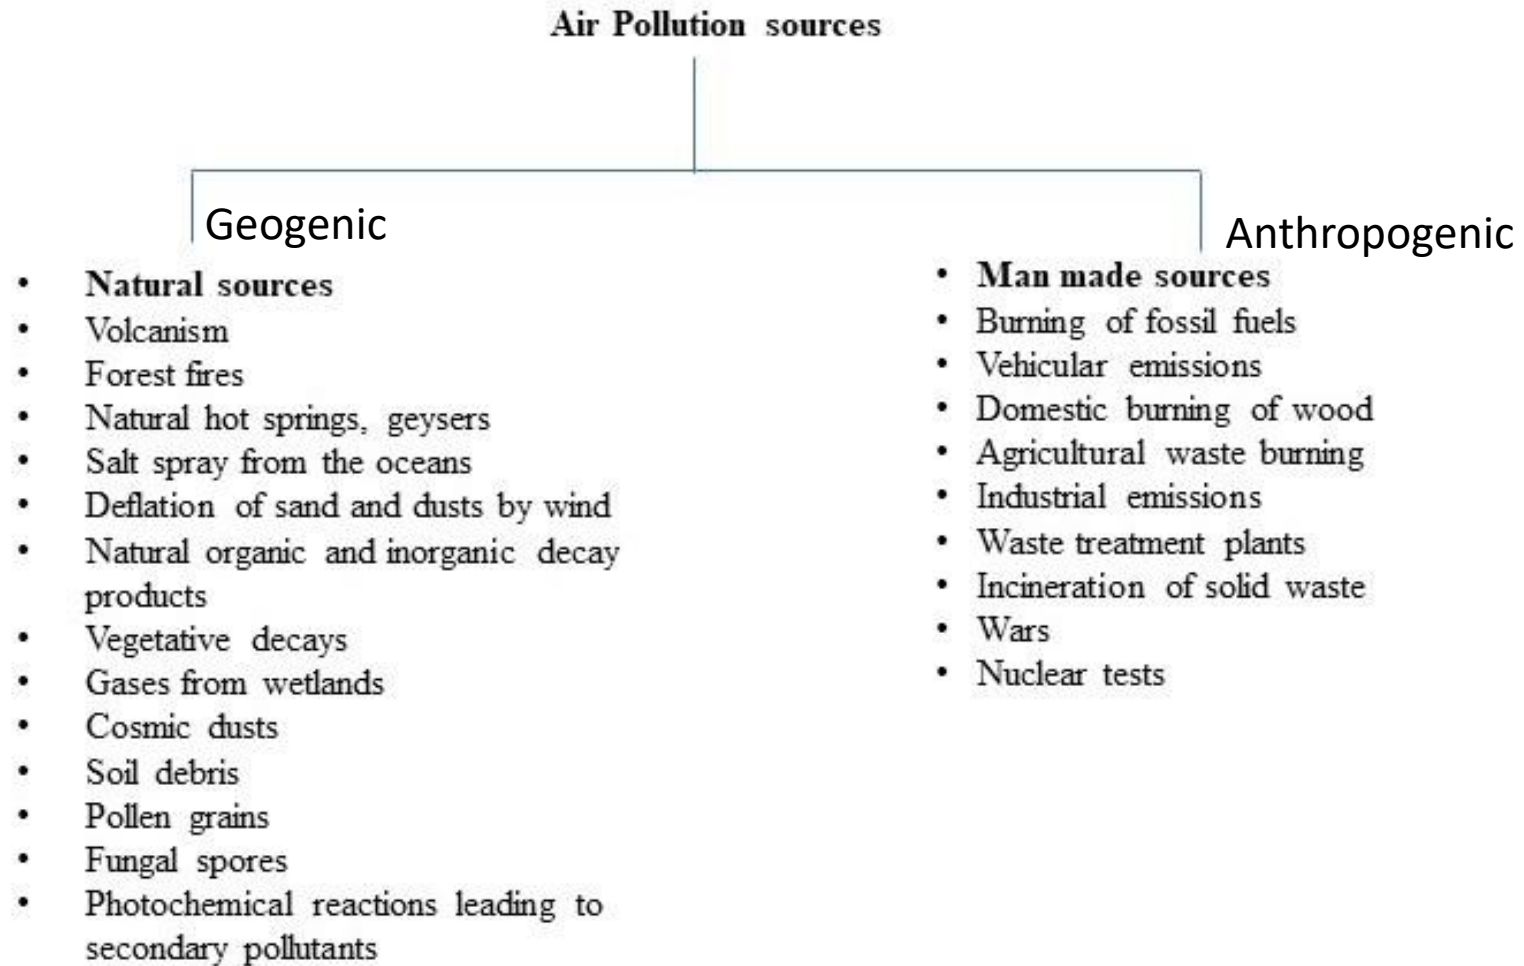 Air Pollution sources
Geogenic
• Natural sources
• Volcanism
• Forest fires
• Natural hot springs, geysers
• Salt spray from the oceans
• Deflation of sand and dusts by wind
• Natural organic and inorganic decay
products
• Vegetative decays
• Gases from wetlands
• Cosmic dusts
• Soil debris
• Pollen grains
• Fungal spores
• Photochemical reactions leading to
secondary pollutants
Anthropogenic
• Man made sources
• Burning of fossil fuels
• Vehicular emissions
• Domestic burning of wood
• Agricultural waste burning
• Industrial emissions
• Waste treatment plants
• Incineration of solid waste
• Wars
• Nuclear tests